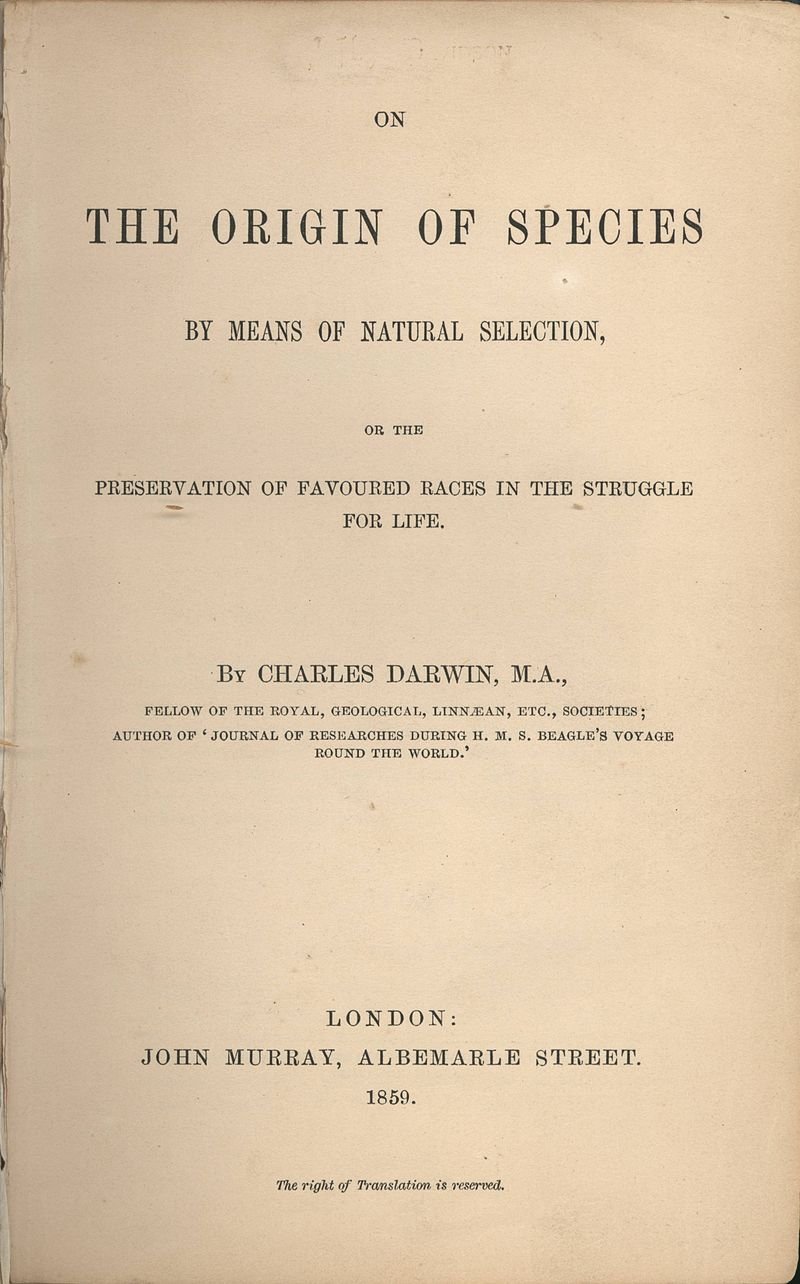 ON
THE ORIGIN OF SPECIES
BY MEANS OF NATURAL SELECTION,
OR THE
PRESERVATION OF FAVOURED RACES IN THE STRUGGLE
FOR LIFE.
BY CHARLES DARWIN, M.A.,
FELLOW OF THE ROYAL, GEOLOGICAL, LINNÆAN, ETC., SOCIETIES;
AUTHOR OF ‘JOURNAL OF RESEARCHES DURING H. M. S. BEAGLE’S VOYAGE
ROUND THE WORLD.’
LONDON:
JOHN MURRAY, ALBEMARLE STREET.
1859.
The right of Translation is reserved.